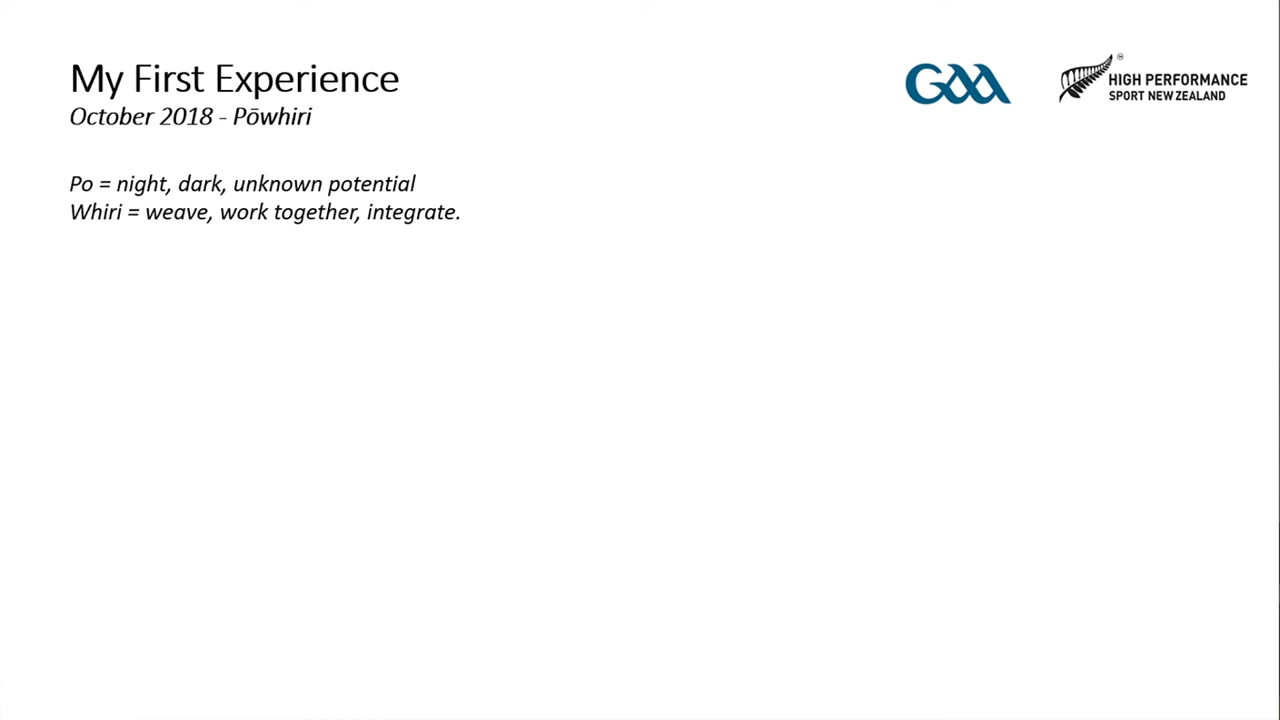 My First Experience
October 2018 - Pōwhiri
GAA
HIGH PERFORMANCE
SPORT NEW ZEALAND
Po = night, dark, unknown potential
Whiri = weave, work together, integrate.